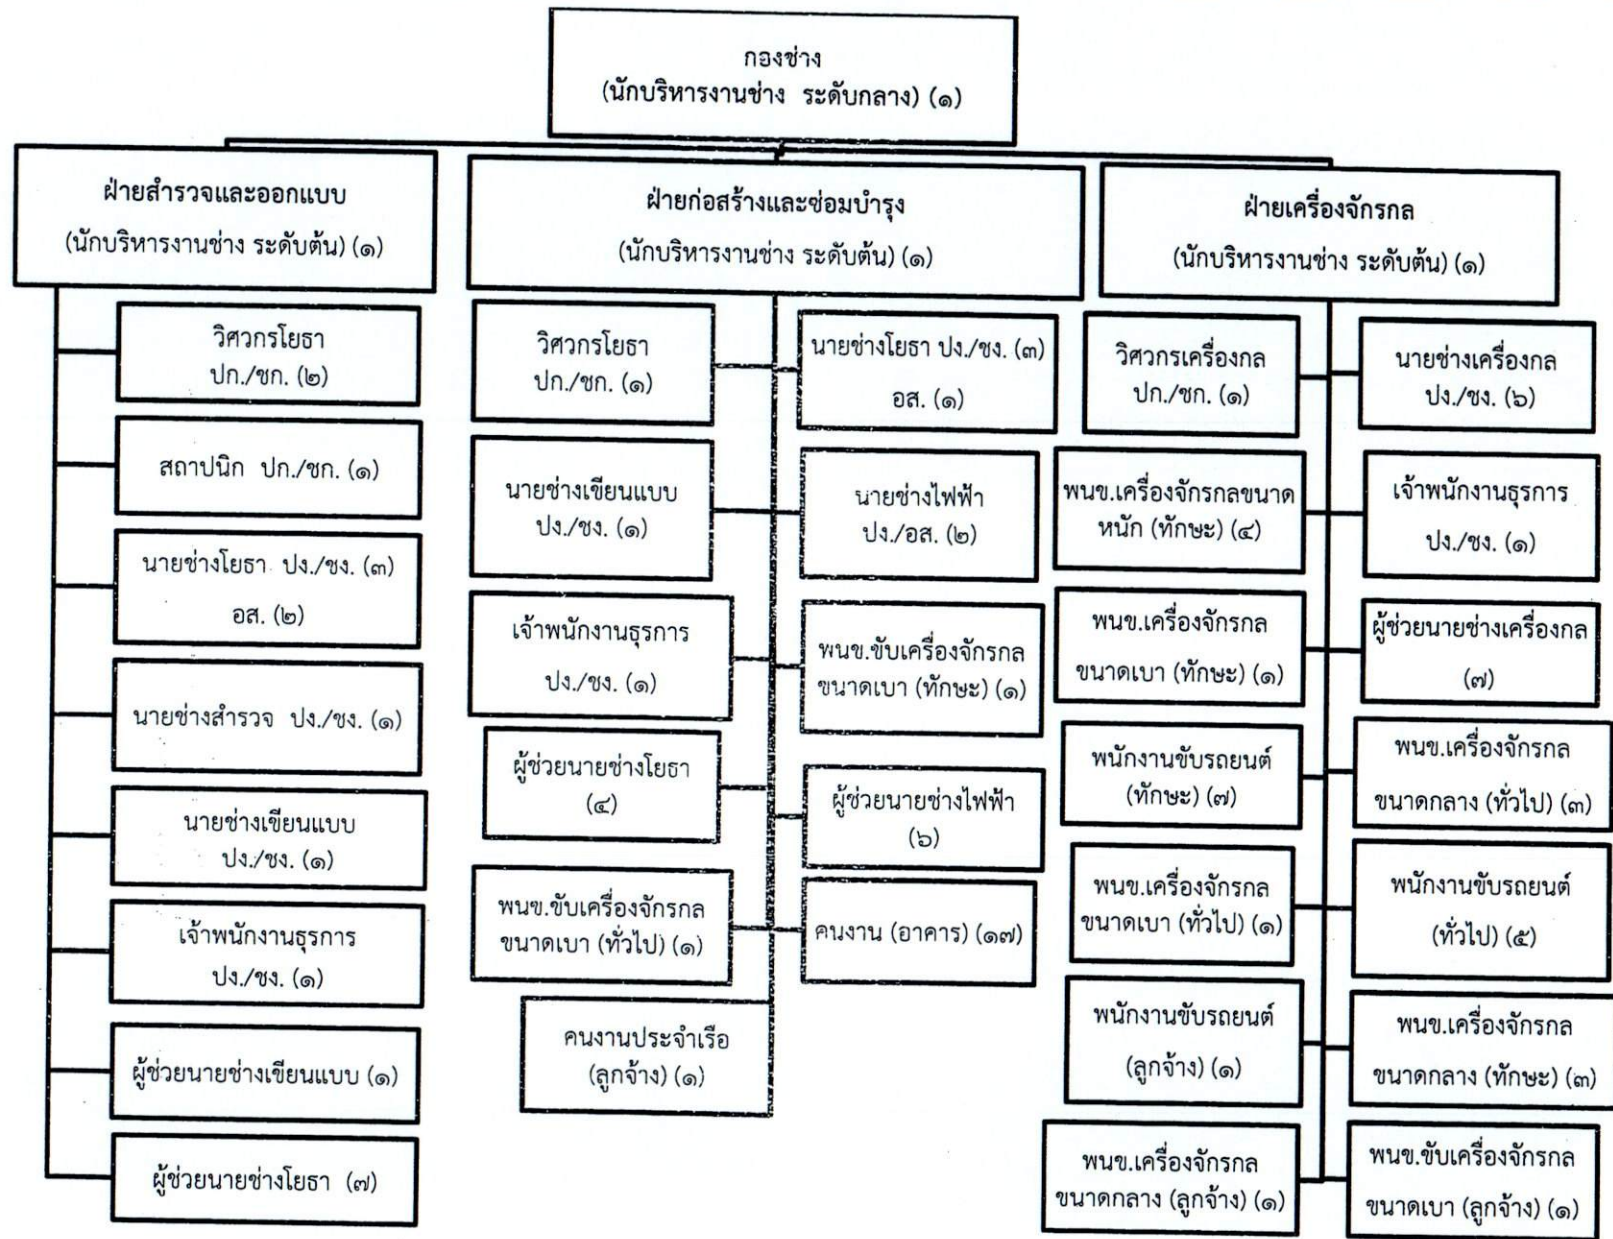 กองช่าง
(นักบริหารงานช่าง ระดับกลาง) (๑)
ฝ่ายสำรวจและออกแบบ
(นักบริหารงานช่าง ระดับต้น) (๑)
วิศวกรโยธา
ปก./ชก. (๒)
สถาปนิก ปก./ชก. (๑)
นายช่างโยธา ปง./ชง. (๓)
อส. (๒)
นายช่างสำรวจ ปง./ชง. (๑)
นายช่างเขียนแบบ
ปง./ชง. (๑)
เจ้าพนักงานธุรการ
ปง./ชง. (๑)
ผู้ช่วยนายช่างเขียนแบบ (๑)
ผู้ช่วยนายช่างโยธา (๗)
ฝ่ายก่อสร้างและซ่อมบำรุง
(นักบริหารงานช่าง ระดับต้น) (๑)
วิศวกรโยธา
ปก./ชก. (๑)
นายช่างโยธา ปง./ชง. (๓)
อส. (๑)
นายช่างเขียนแบบ
ปง./ชง. (๑)
นายช่างไฟฟ้า
ปง./อส. (๒)
เจ้าพนักงานธุรการ
ปง./ชง. (๑)
พนข.ขับเครื่องจักรกล
ขนาดเบา (ทักษะ) (๑)
ผู้ช่วยนายช่างโยธา
(๔)
ผู้ช่วยนายช่างไฟฟ้า
(๖)
พนข.ขับเครื่องจักรกล
ขนาดเบา (ทั่วไป) (๑)
คนงาน (อาคาร) (๑๗)
คนงานประจำเรือ
(ลูกจ้าง) (๑)
ฝ่ายเครื่องจักรกล
(นักบริหารงานช่าง ระดับต้น) (๑)
วิศวกรเครื่องกล
ปก./ชก. (๑)
นายช่างเครื่องกล
ปง./ชง. (๖)
พนข.เครื่องจักรกลขนาด
หนัก (ทักษะ) (๔)
เจ้าพนักงานธุรการ
ปง./ชง. (๑)
พนข.เครื่องจักรกล
ขนาดเบา (ทักษะ) (๑)
ผู้ช่วยนายช่างเครื่องกล
(๗)
พนักงานขับรถยนต์
(ทักษะ) (๗)
พนข.เครื่องจักรกล
ขนาดกลาง (ทั่วไป) (๓)
พนข.เครื่องจักรกล
ขนาดเบา (ทั่วไป) (๑)
พนักงานขับรถยนต์
(ทั่วไป) (๕)
พนักงานขับรถยนต์
(ลูกจ้าง) (๑)
พนข.เครื่องจักรกล
ขนาดกลาง (ทักษะ) (๓)
พนข.เครื่องจักรกล
ขนาดกลาง (ลูกจ้าง) (๑)
พนข.ขับเครื่องจักรกล
ขนาดเบา (ลูกจ้าง) (๑)